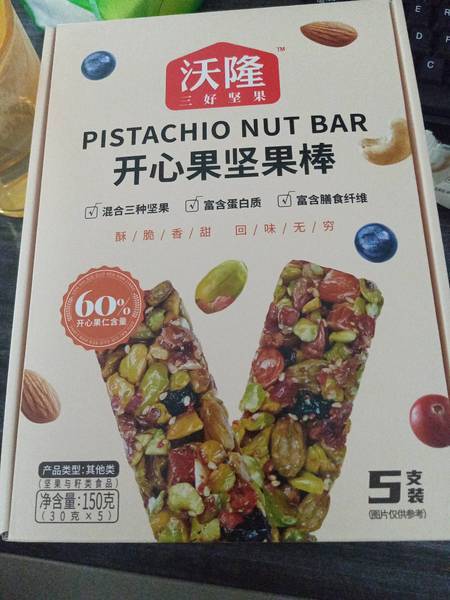 沃隆
TM
三好坚果
PISTACHIO NUT BAR
开心果坚果棒
混合三种坚果 富含蛋白质 富含膳食纤维
酥/脆/香/甜 回/味/无/穷
60%
开心果仁含量
产品类型:其他类
(坚果与籽类食品)
净含量:150克
(30克×5)
5支装
(图片仅供参考)
E R
D F
C